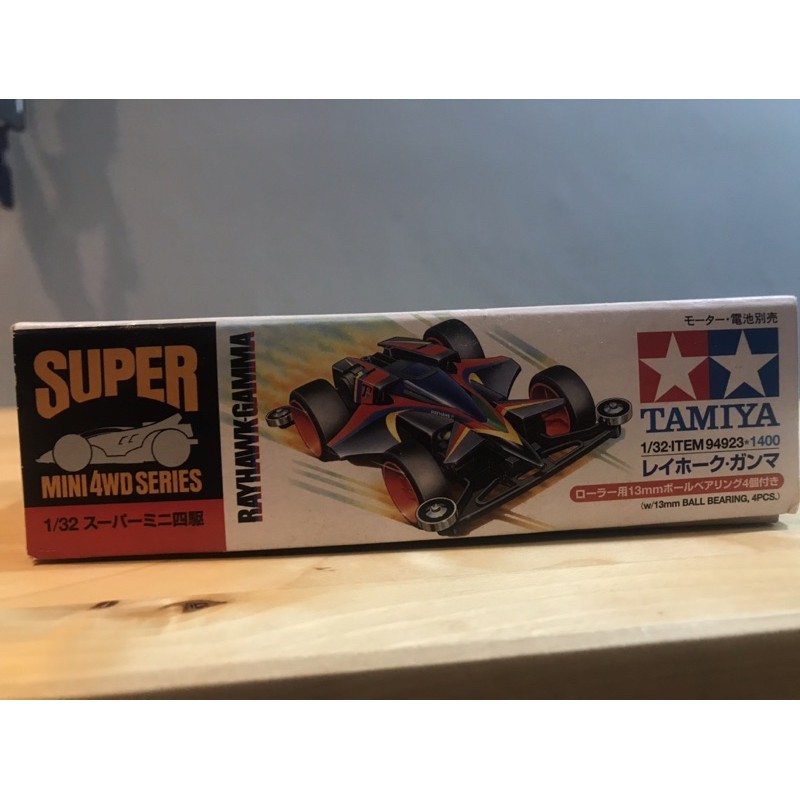 SUPER
MINI 4WD SERIES
1/32 スーパーミニ四駆
RAYHAWK·GAMMA
モーター・電池別売
TAMIYA
1/32·ITEM 94923★1400
レイホーク・ガンマ
ローラー用13mmボールベアリング4個付き
(w/13mm BALL BEARING, 4PCS.)